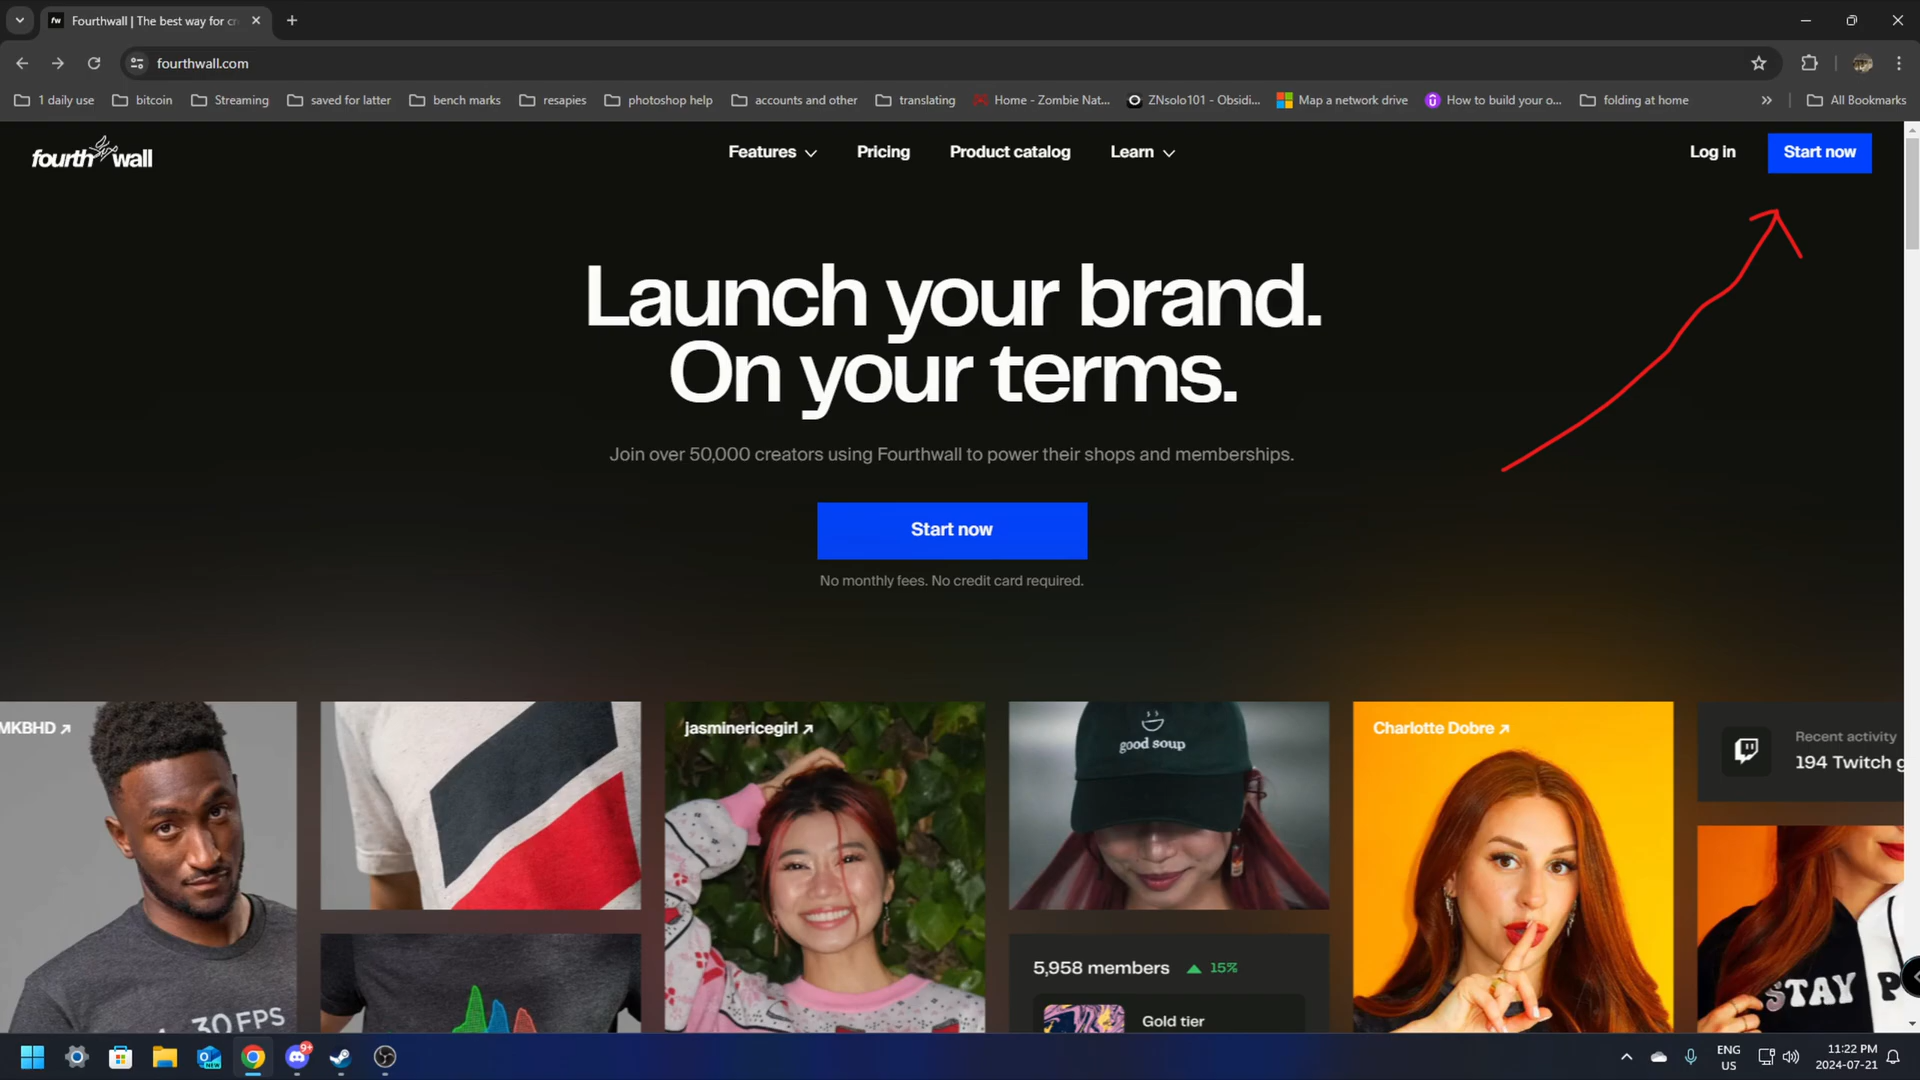 Fourthwall | The best way for cr
fourthwall.com
1 daily use
bitcoin
Streaming
saved for latter
bench marks
resapies
photoshop help
accounts and other
translating
Home - Zombie Nat...
ZNsolo101 - Obsidi...
Map a network drive
How to build your o...
folding at home
All Bookmarks
fourthwall
Features
Pricing
Product catalog
Learn
Log in
Start now
Launch your brand.
On your terms.
Join over 50,000 creators using Fourthwall to power their shops and memberships.
Start now
No monthly fees. No credit card required.
MKBHD
jasminericegirl
good soup
Charlotte Dobre
Recent activity
194 Twitch g
30 FPS
5,958 members
15%
Gold tier
STAY P
NEW
9+
ENG
US
11:22 PM
2024-07-21